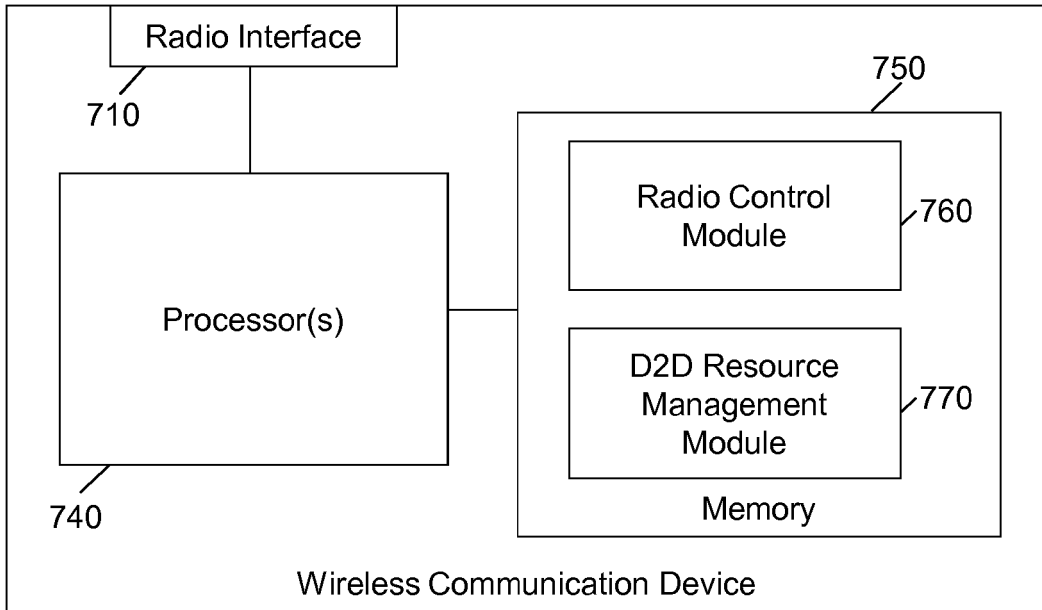 Radio Interface
710
750
Radio Control
Module
760
Processor(s)
D2D Resource
Management
Module
770
740
Memory
Wireless Communication Device